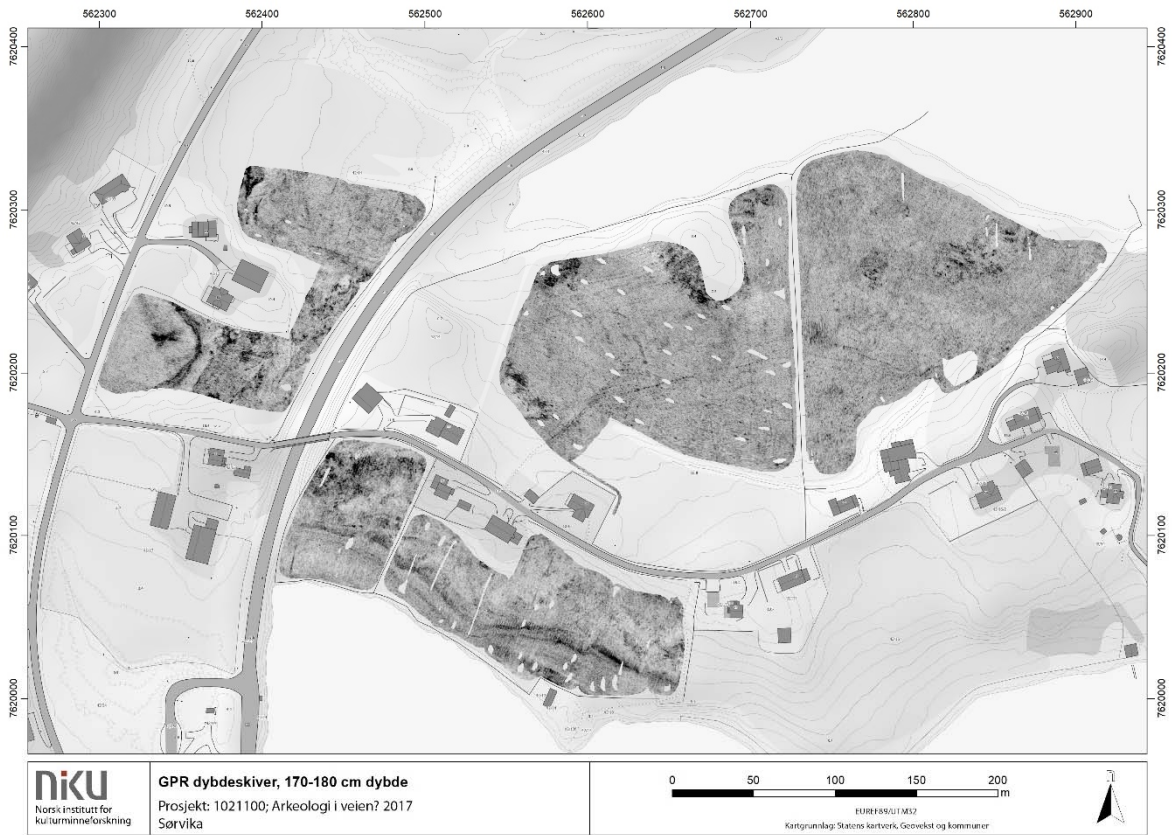 562300 562400 562500 562600 562700 562800 562900
7620400 7620400
7620300 7620300
7620200 7620200
7620100 7620100
7620000 7620000
niku
Norsk institutt for
kulturminneforskning
GPR dybdeskiver, 170-180 cm dybde
Prosjekt: 1021100; Arkeologi i veien? 2017
Sørvika
0 50 100 150 200
m
EUREF89/UTM32
Kartgrunnlag: Statens kartverk, Geovekst og kommuner
n